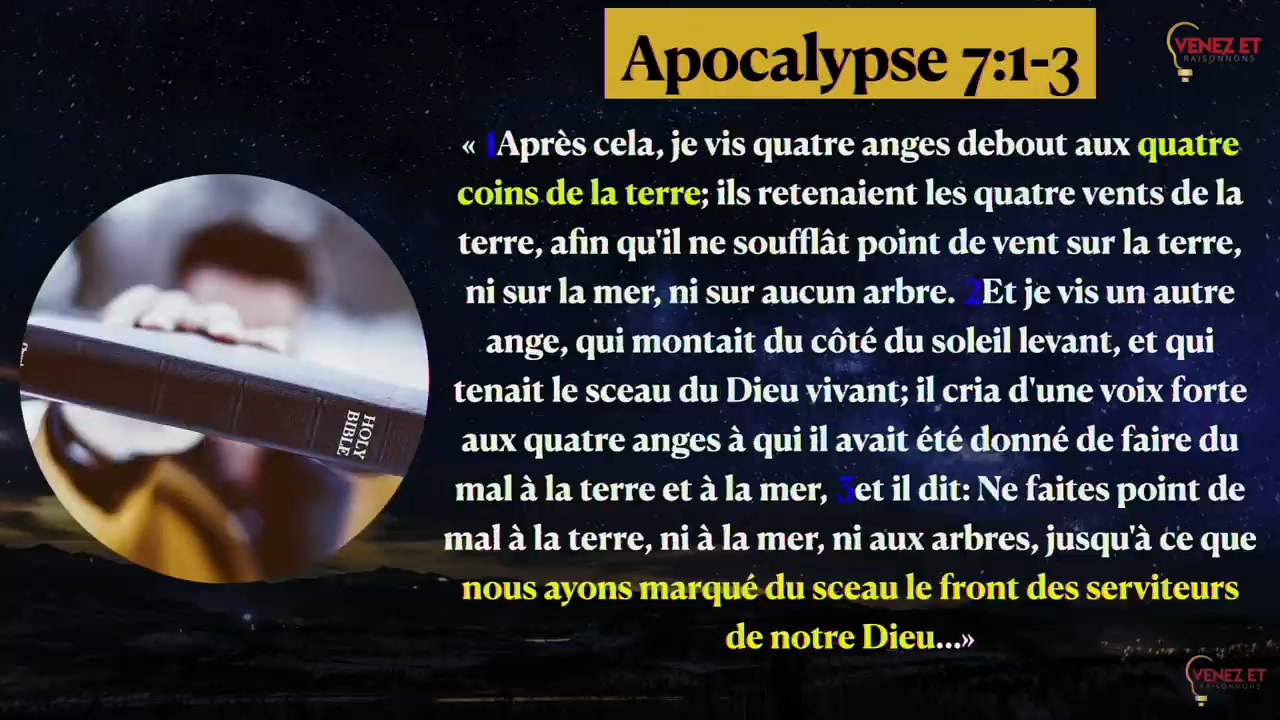 Apocalypse 7:1-3
VENEZ ET
RAISONNONS
« 1Après cela, je vis quatre anges debout aux quatre
coins de la terre; ils retenaient les quatre vents de la
terre, afin qu'il ne soufflât point de vent sur la terre,
ni sur la mer, ni sur aucun arbre. 2Et je vis un autre
ange, qui montait du côté du soleil levant, et qui
tenait le sceau du Dieu vivant; il cria d'une voix forte
aux quatre anges à qui il avait été donné de faire du
mal à la terre et à la mer, 3et il dit: Ne faites point de
mal à la terre, ni à la mer, ni aux arbres, jusqu'à ce que
nous ayons marqué du sceau le front des serviteurs
de notre Dieu...»
HOLY
BIBLE
VENEZ ET
RAISONNONS